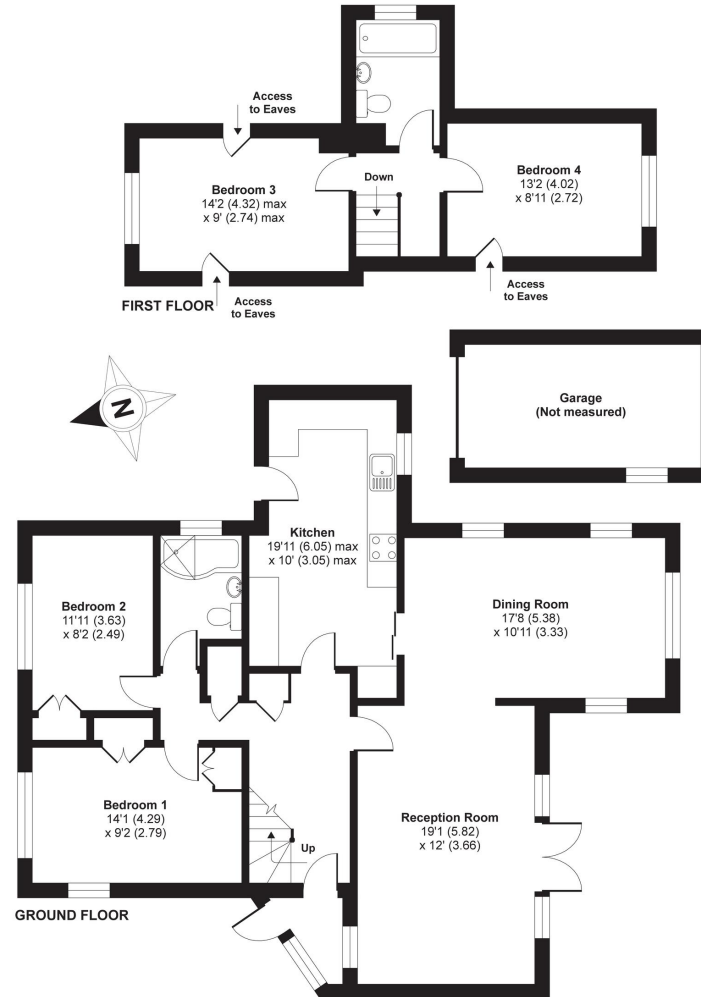 Access
to Eaves
Bedroom 3
14'2 (4.32) max
x 9' (2.74) max
Down
Bedroom 4
13'2 (4.02)
x 8'11 (2.72)
FIRST FLOOR
Access
to Eaves
Access
to Eaves
N
Garage
(Not measured)
Kitchen
19'11 (6.05) max
x 10' (3.05) max
Bedroom 2
11'11 (3.63)
x 8'2 (2.49)
Dining Room
17'8 (5.38)
x 10'11 (3.33)
Bedroom 1
14'1 (4.29)
x 9'2 (2.79)
Up
Reception Room
19'1 (5.82)
x 12' (3.66)
GROUND FLOOR